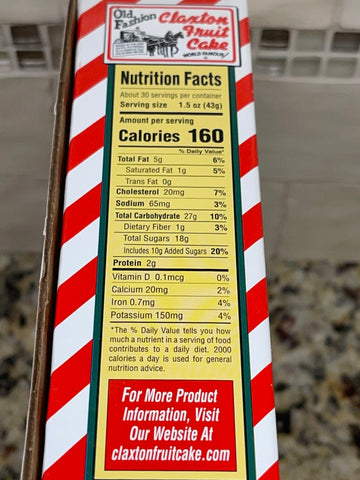 Old Fashion
Claxton
Fruit
Cake
WORLD FAMOUS
Nutrition Facts
About 30 servings per container
Serving size 1.5 oz (43g)
Amount per serving
Calories 160
% Daily Value*
Total Fat 5g 6%
Saturated Fat 1g 5%
Trans Fat 0g
Cholesterol 20mg 7%
Sodium 65mg 3%
Total Carbohydrate 27g 10%
Dietary Fiber 1g 3%
Total Sugars 18g
Includes 10g Added Sugars 20%
Protein 2g
Vitamin D 0.1mcg 0%
Calcium 20mg 2%
Iron 0.7mg 4%
Potassium 150mg 4%
*The % Daily Value tells you how
much a nutrient in a serving of food
contributes to a daily diet. 2000
calories a day is used for general
nutrition advice.
For More Product
Information, Visit
Our Website At
claxtonfruitcake.com